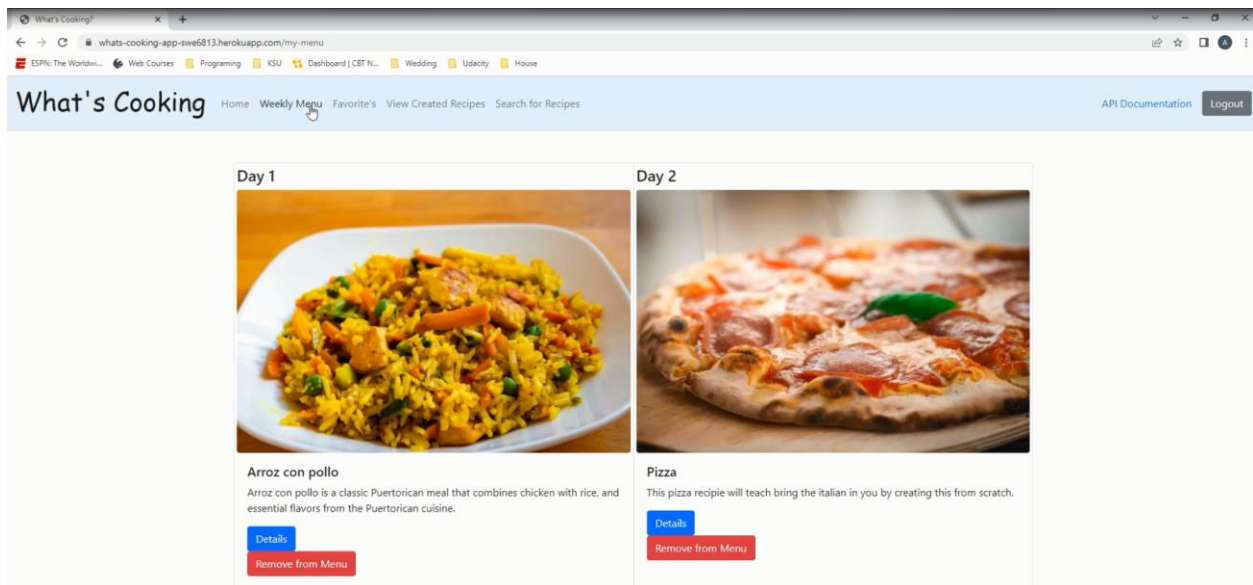 What's Cooking?
whats-cooking-app-swe6813.herokuapp.com/my-menu
ESPN: The Worldwi... Web Courses Programing KSU Dashboard | CBT N... Wedding Udacity House
What's Cooking Home Weekly Menu Favorite's View Created Recipes Search for Recipes API Documentation Logout
Day 1
Arroz con pollo
Arroz con pollo is a classic Puertorican meal that combines chicken with rice, and
essential flavors from the Puertorican cuisine.
Details
Remove from Menu
Day 2
Pizza
This pizza recipie will teach bring the italian in you by creating this from scratch.
Details
Remove from Menu